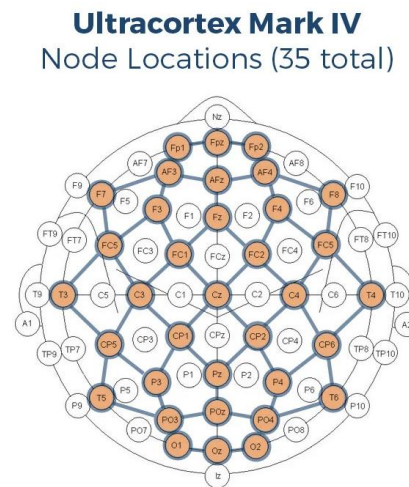 Ultracortex Mark IV
Node Locations (35 total)
Nz
Fp1 Fpz Fp2
AF7 AF3 AFz AF4 AF8
F9 F7 F5 F3 F1 Fz F2 F4 F6 F8 F10
FT9 FT7 FC5 FC3 FC1 FCz FC2 FC4 FC5 FT8 FT10
T9 T3 C5 C3 C1 Cz C2 C4 C6 T4 T10
A1
TP9 TP7 CP5 CP3 CP1 CPz CP2 CP4 CP6 TP8 TP10
P9 T5 P5 P3 P1 Pz P2 P4 P6 T6 P10
PO7 PO3 POz PO4 PO8
O1 Oz O2
Iz